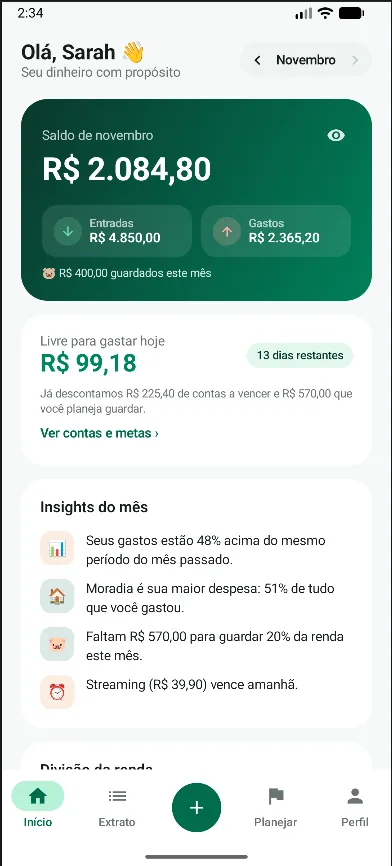 2:34
Olá, Sarah 👋
Seu dinheiro com propósito
Novembro
Saldo de novembro
R$ 2.084,80
Entradas
R$ 4.850,00
Gastos
R$ 2.365,20
R$ 400,00 guardados este mês
Livre para gastar hoje
R$ 99,18
13 dias restantes
Já descontamos R$ 225,40 de contas a vencer e R$ 570,00 que
você planeja guardar.
Ver contas e metas ›
Insights do mês
Seus gastos estão 48% acima do mesmo
período do mês passado.
Moradia é sua maior despesa: 51% de tudo
que você gastou.
Faltam R$ 570,00 para guardar 20% da renda
este mês.
Streaming (R$ 39,90) vence amanhã.
Divisão da renda
Início
Extrato
Planejar
Perfil